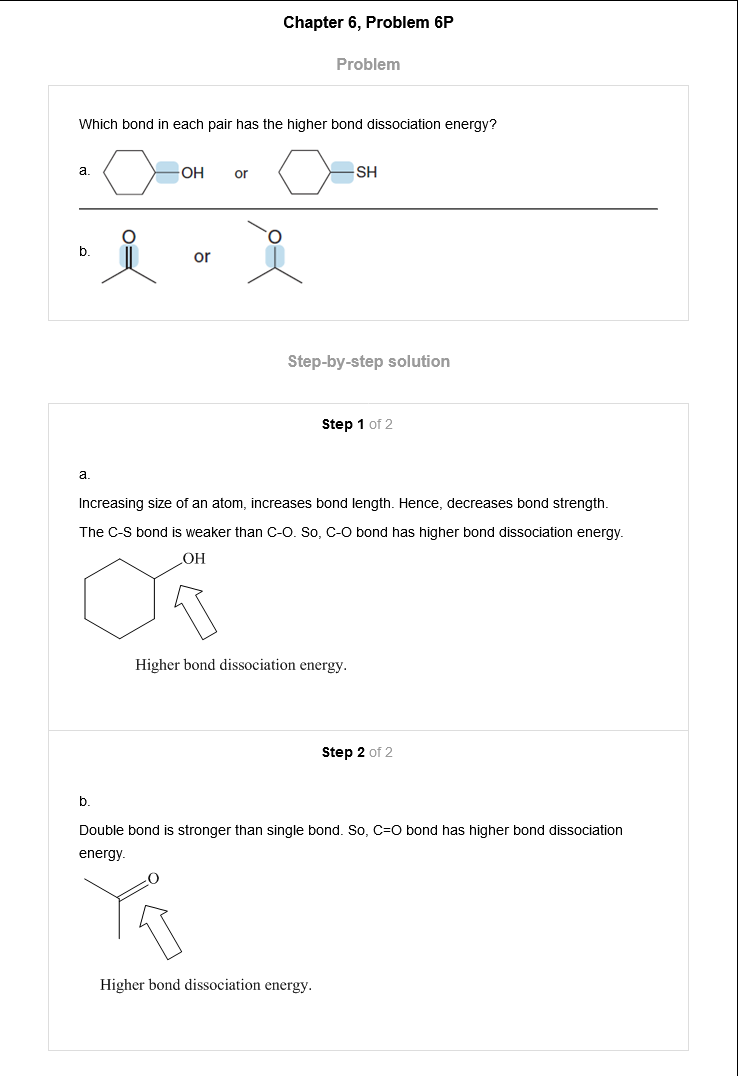 Chapter 6, Problem 6P
Problem
Which bond in each pair has the higher bond dissociation energy?
a. OH or SH
b. O or O
Step-by-step solution
Step 1 of 2
a.
Increasing size of an atom, increases bond length. Hence, decreases bond strength.
The C-S bond is weaker than C-O. So, C-O bond has higher bond dissociation energy.
OH
Higher bond dissociation energy.
Step 2 of 2
b.
Double bond is stronger than single bond. So, C=O bond has higher bond dissociation
energy.
O
Higher bond dissociation energy.